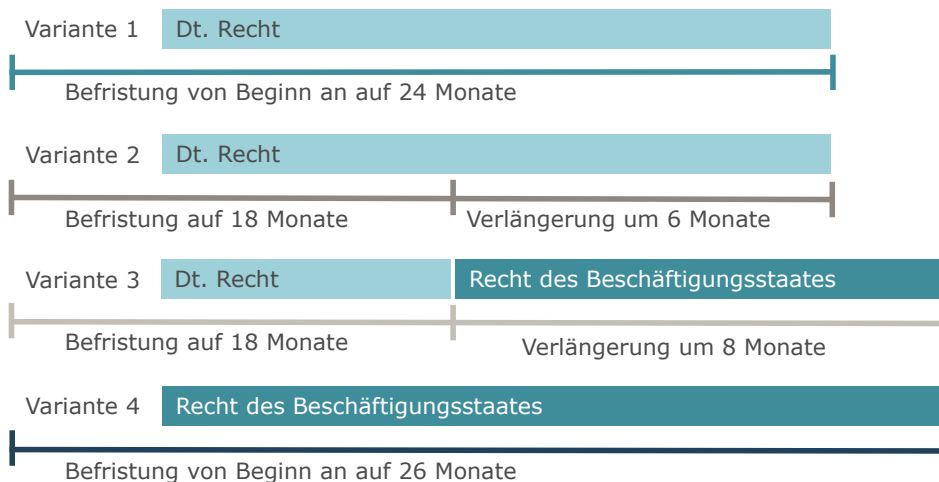 Variante 1 Dt. Recht
Befristung von Beginn an auf 24 Monate
Variante 2 Dt. Recht
Befristung auf 18 Monate Verlängerung um 6 Monate
Variante 3 Dt. Recht Recht des Beschäftigungsstaates
Befristung auf 18 Monate Verlängerung um 8 Monate
Variante 4 Recht des Beschäftigungsstaates
Befristung von Beginn an auf 26 Monate